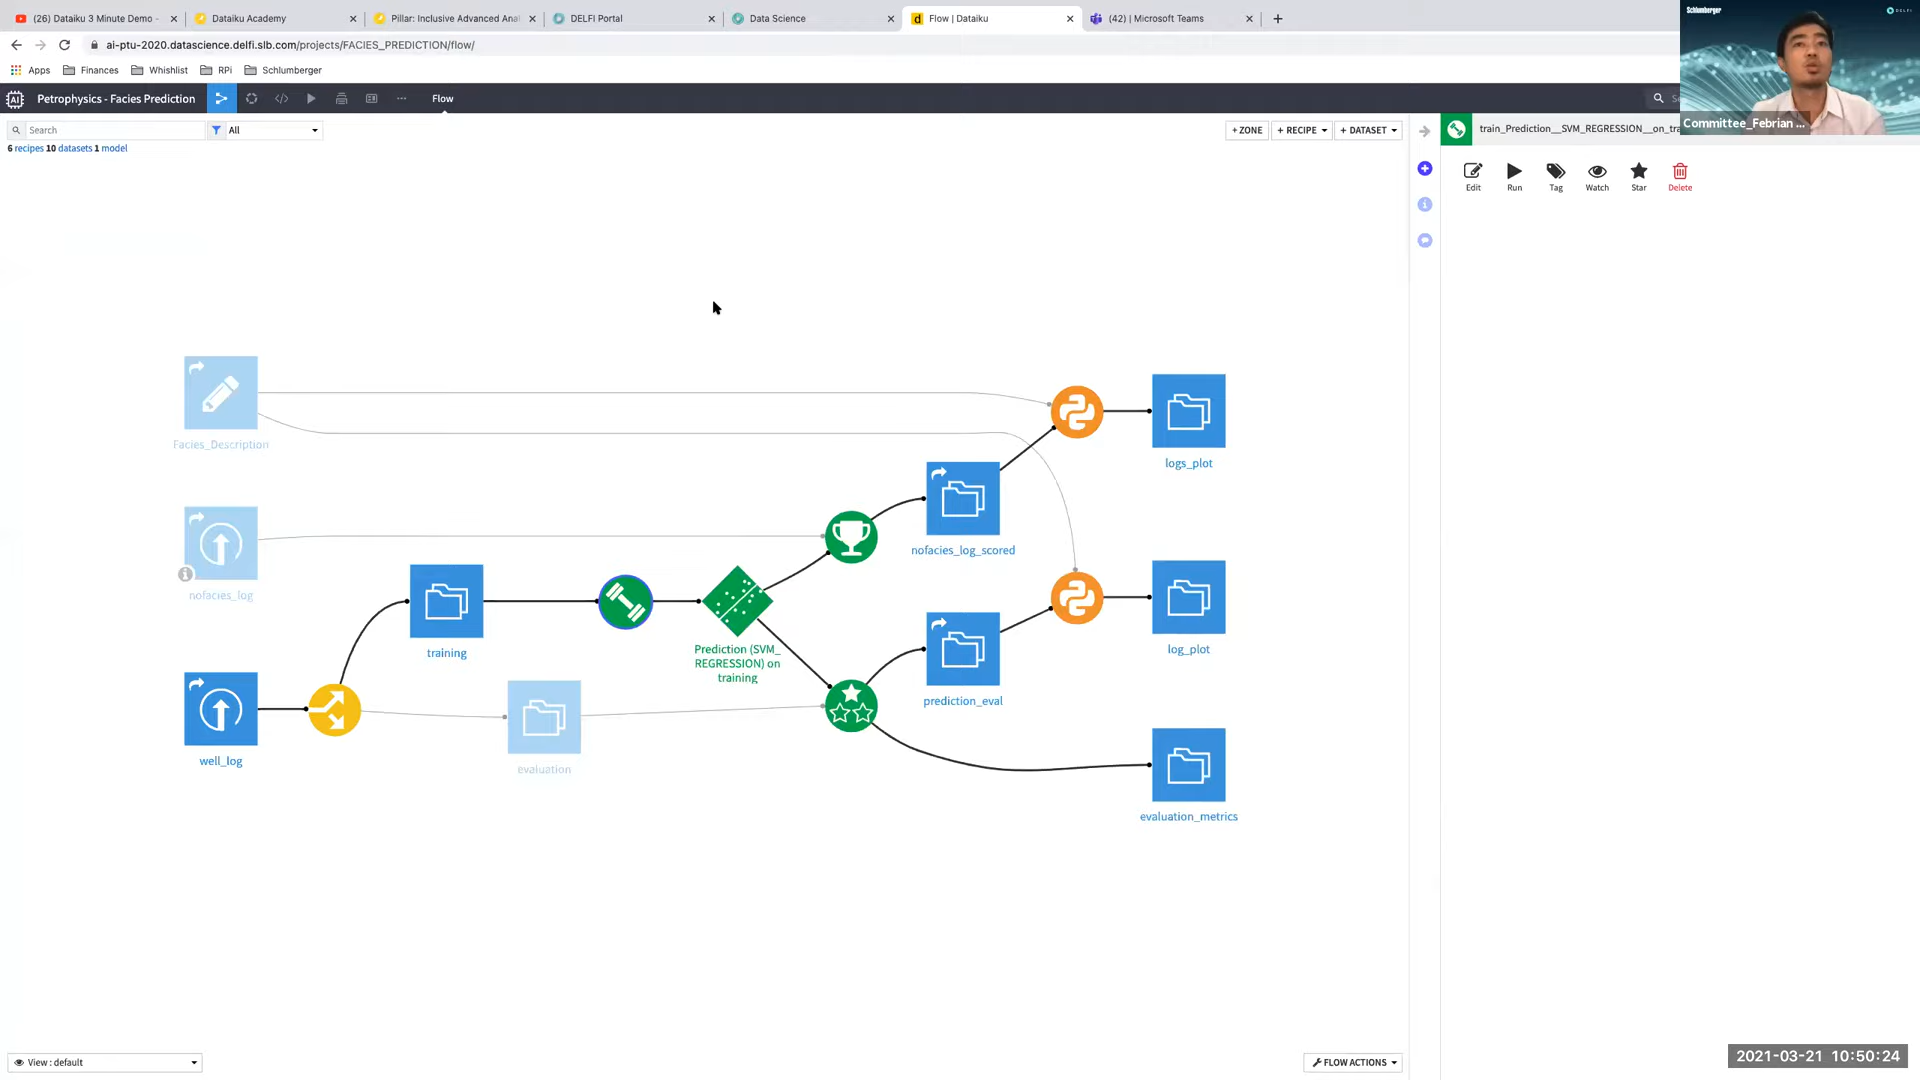 (26) Dataiku 3 Minute Demo -
Dataiku Academy
Pillar: Inclusive Advanced Anal
DELFI Portal
Data Science
Flow | Dataiku
(42) | Microsoft Teams
ai-ptu-2020.datascience.delfi.slb.com/projects/FACIES_PREDICTION/flow/
Apps
Finances
Whishlist
RPi
Schlumberger
Schlumberger
DELFI
Committee_Febrian ...
Petrophysics - Facies Prediction
Flow
Search
All
+ ZONE
+ RECIPE
+ DATASET
6 recipes 10 datasets 1 model
train_Prediction__SVM_REGRESSION__on_tra
Edit
Run
Tag
Watch
Star
Delete
Facies_Description
logs_plot
nofacies_log_scored
nofacies_log
training
Prediction (SVM_
REGRESSION) on
training
log_plot
prediction_eval
well_log
evaluation
evaluation_metrics
View : default
FLOW ACTIONS
2021-03-21 10:50:24